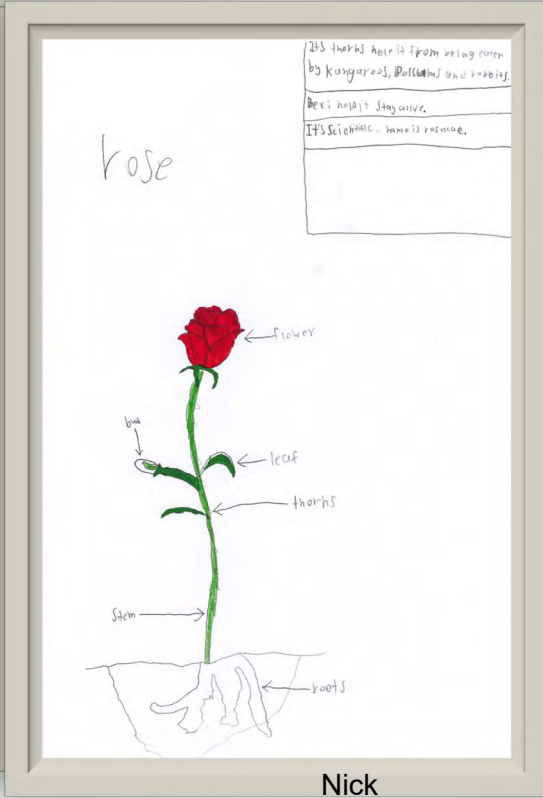 It's thorns help it from being eaten
by kangaroos, Possums and rabbits.
Bees help it stay alive.
It's Scientific name is rosaceae.
rose
flower
bud
leaf
thorns
stem
roots
Nick